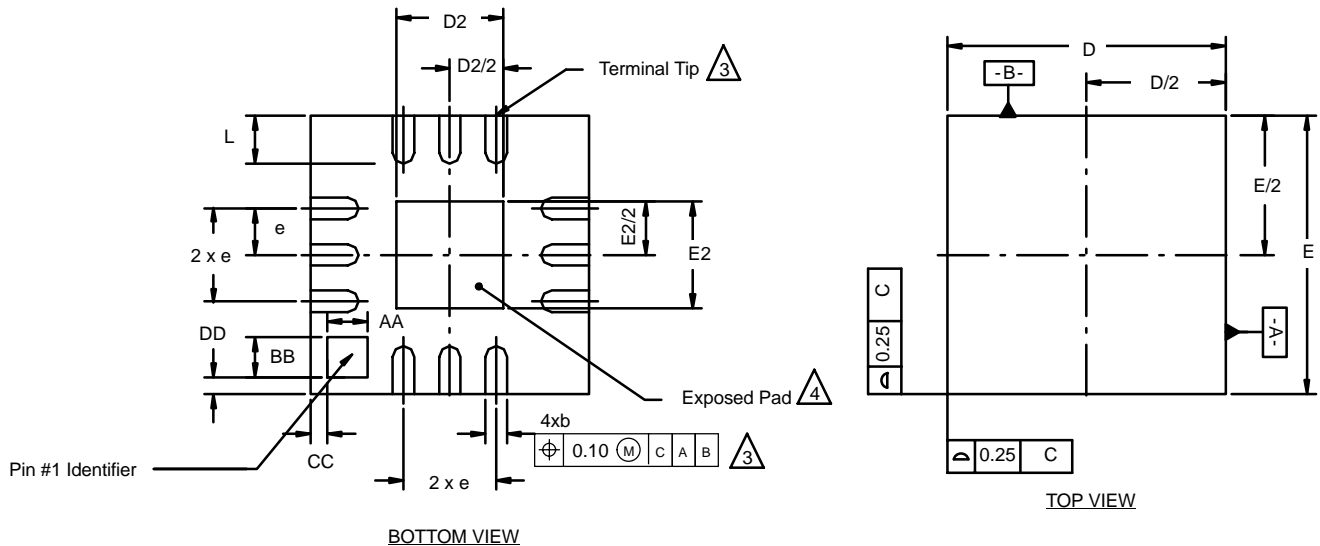 D2
D2/2
Terminal Tip 3
L
e
2 x e
E2/2
E2
DD
AA
BB
Exposed Pad 4
4xb
0.10 M C A B 3
CC
Pin #1 Identifier
2 x e
BOTTOM VIEW
D
-B-
D/2
E/2
E
C
0.25
-A-
0.25 C
TOP VIEW